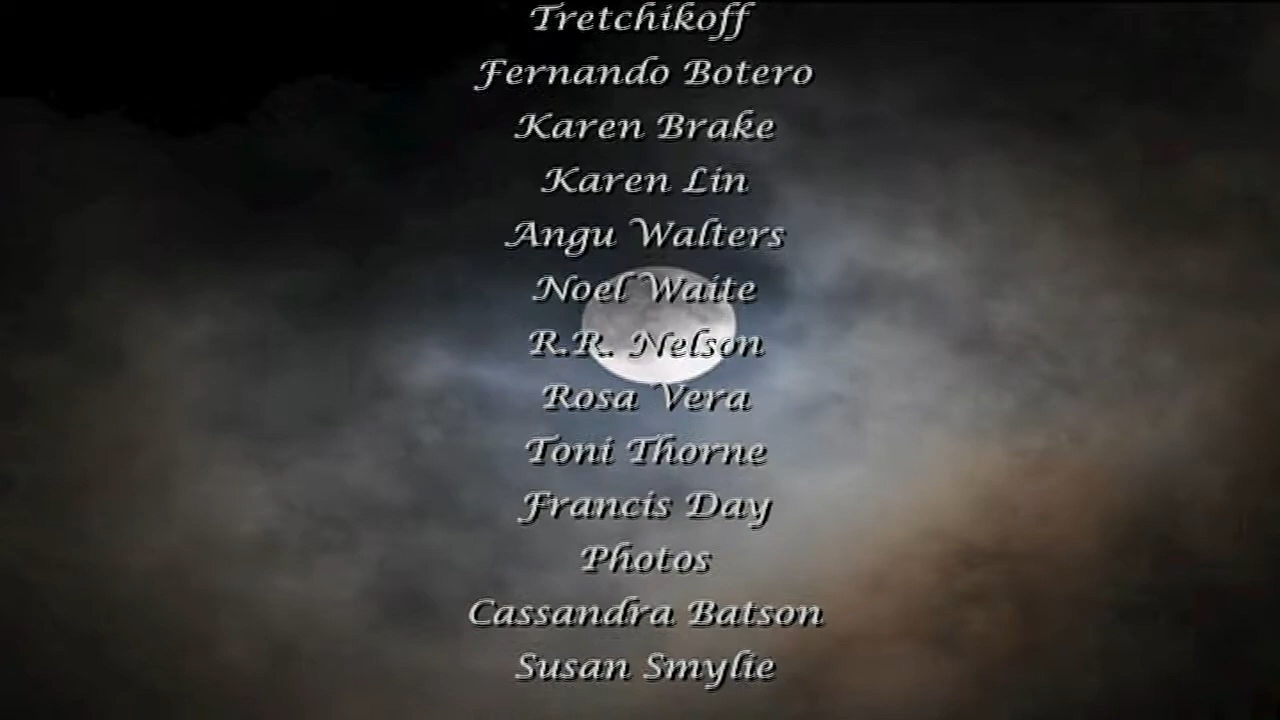 Tretchikoff
Fernando Botero
Karen Brake
Karen Lin
Angu Walters
Noel Waite
R.R. Nelson
Rosa Vera
Toni Thorne
Francis Day
Photos
Cassandra Batson
Susan Smylie